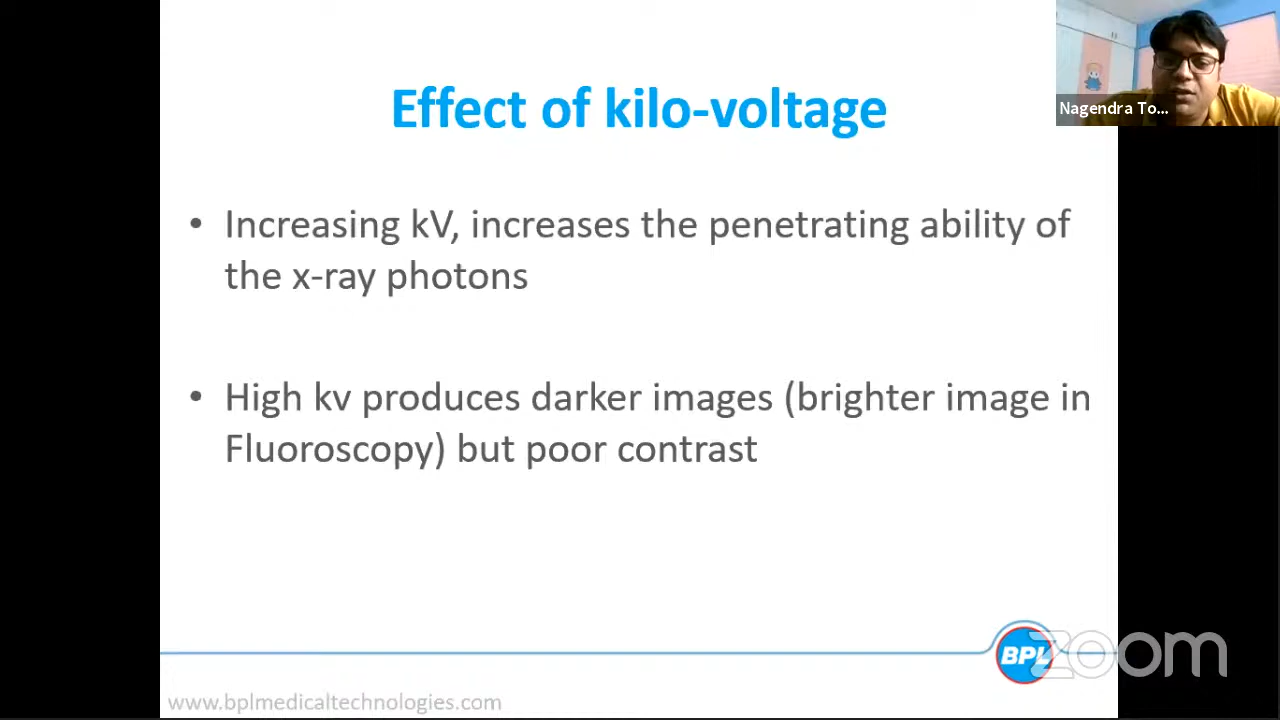 Effect of kilo-voltage
Nagendra To...
• Increasing kV, increases the penetrating ability of
the x-ray photons
• High kv produces darker images (brighter image in
Fluoroscopy) but poor contrast
BPL
zoom
www.bplmedicaltechnologies.com